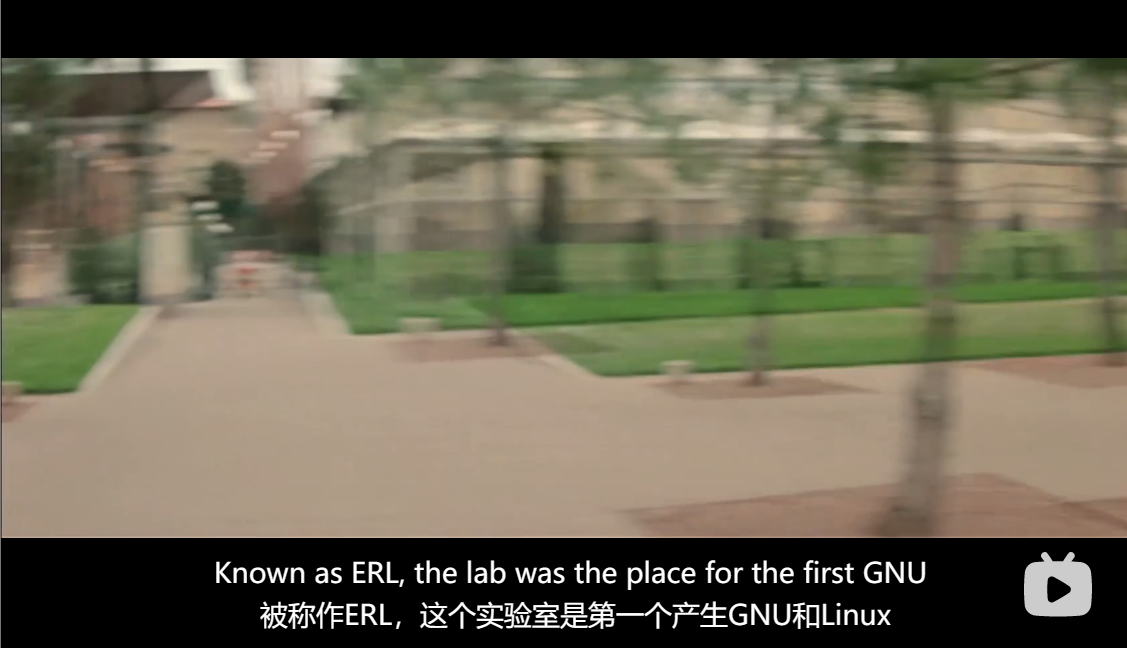 Known as ERL, the lab was the place for the first GNU
被称作ERL，这个实验室是第一个产生GNU和Linux